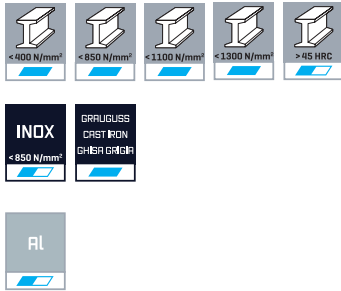 <400 N/mm²
<850 N/mm²
<1100 N/mm²
<1300 N/mm²
>45 HRC
INOX
<850 N/mm²
GRAUGUSS
CAST IRON
GHISA GRIGIA
Al